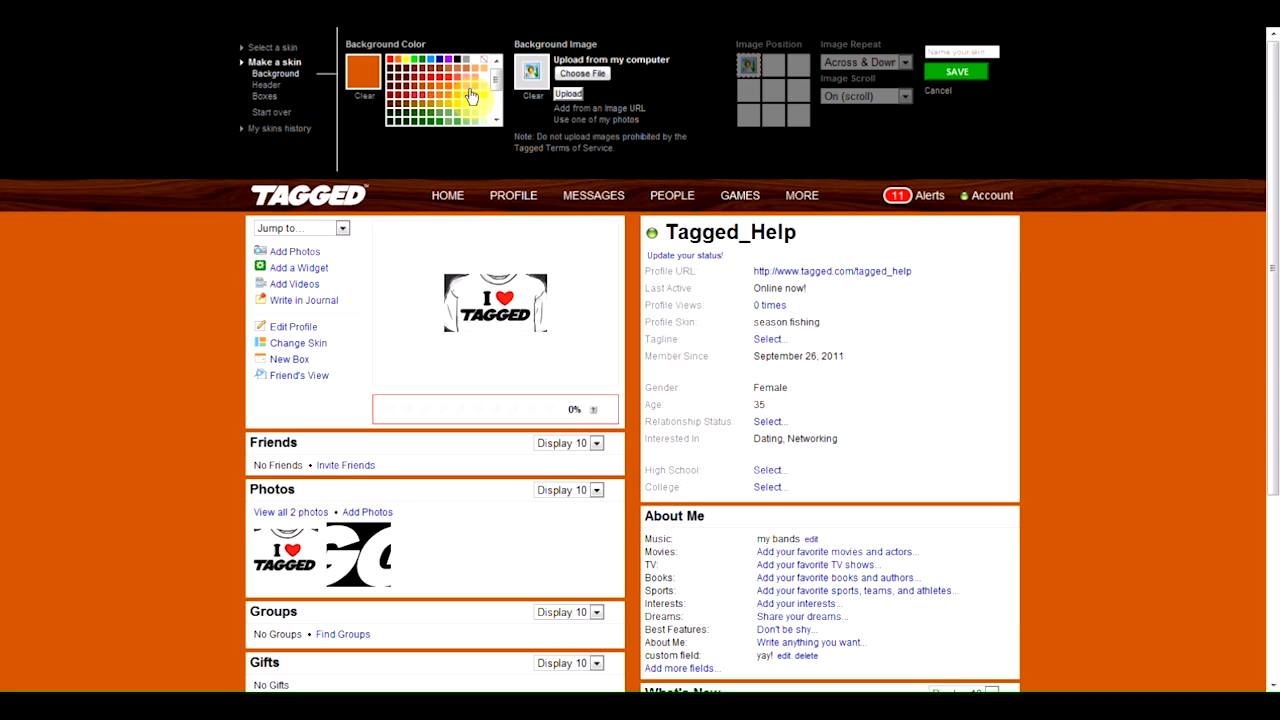 Select a skin
Make a skin
Background
Header
Boxes
Start over
My skins history
Background Color
Clear
Background Image
Clear
Upload from my computer
Choose File
Upload
Add from an Image URL
Use one of my photos
Note: Do not upload images prohibited by the
Tagged Terms of Service.
Image Position
Image Repeat
Across & Down
Image Scroll
On (scroll)
Name your skin
SAVE
Cancel
TAGGED™
HOME PROFILE MESSAGES PEOPLE GAMES MORE
11 Alerts Account
Jump to...
Add Photos
Add a Widget
Add Videos
Write in Journal
Edit Profile
Change Skin
New Box
Friend's View
I TAGGED
0%
Friends Display 10
No Friends • Invite Friends
Photos Display 10
View all 2 photos • Add Photos
I TAGGED
Groups Display 10
No Groups • Find Groups
Gifts Display 10
No Gifts
Tagged_Help
Update your status!
Profile URL http://www.tagged.com/tagged_help
Last Active: Online now!
Profile Views: 0 times
Profile Skin: season fishing
Tagline Select...
Member Since: September 26, 2011
Gender Female
Age: 35
Relationship Status Select...
Interested In: Dating, Networking
High School: Select...
College: Select...
About Me
Music: my bands edit
Movies: Add your favorite movies and actors...
TV: Add your favorite TV shows...
Books: Add your favorite books and authors...
Sports: Add your favorite sports, teams, and athletes...
Interests: Add your interests...
Dreams: Share your dreams...
Best Features: Don't be shy...
About Me: Write anything you want...
custom field: yay! edit delete
Add more fields...
What's New